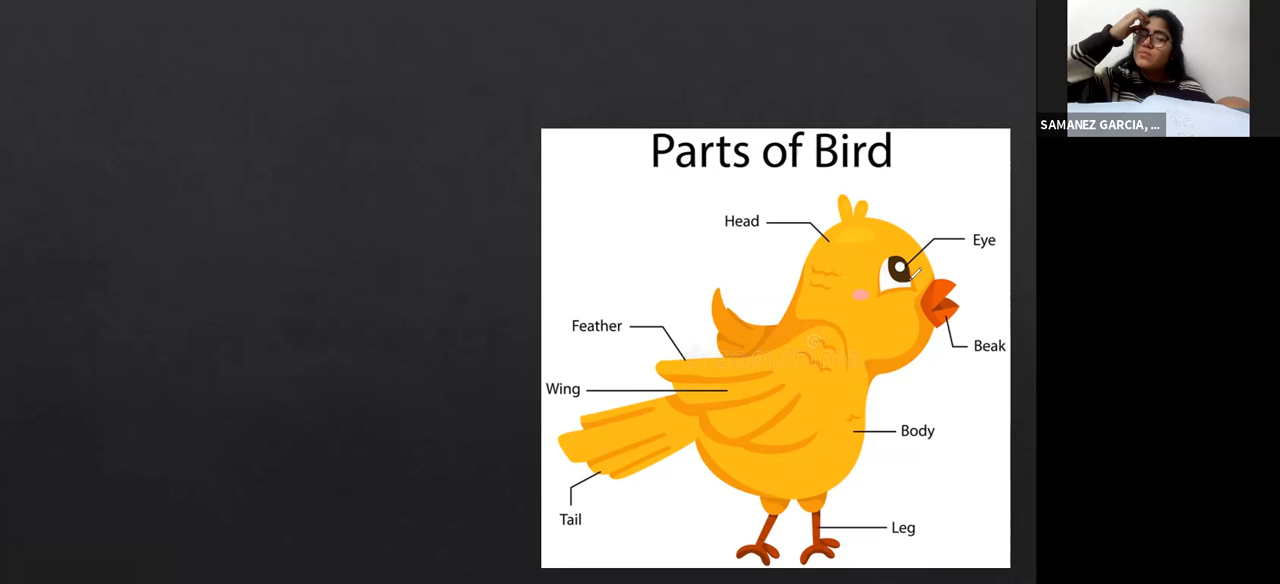 SAMANEZ GARCIA, ...
Parts of Bird
Head
Eye
Feather
Beak
Wing
Body
Tail
Leg